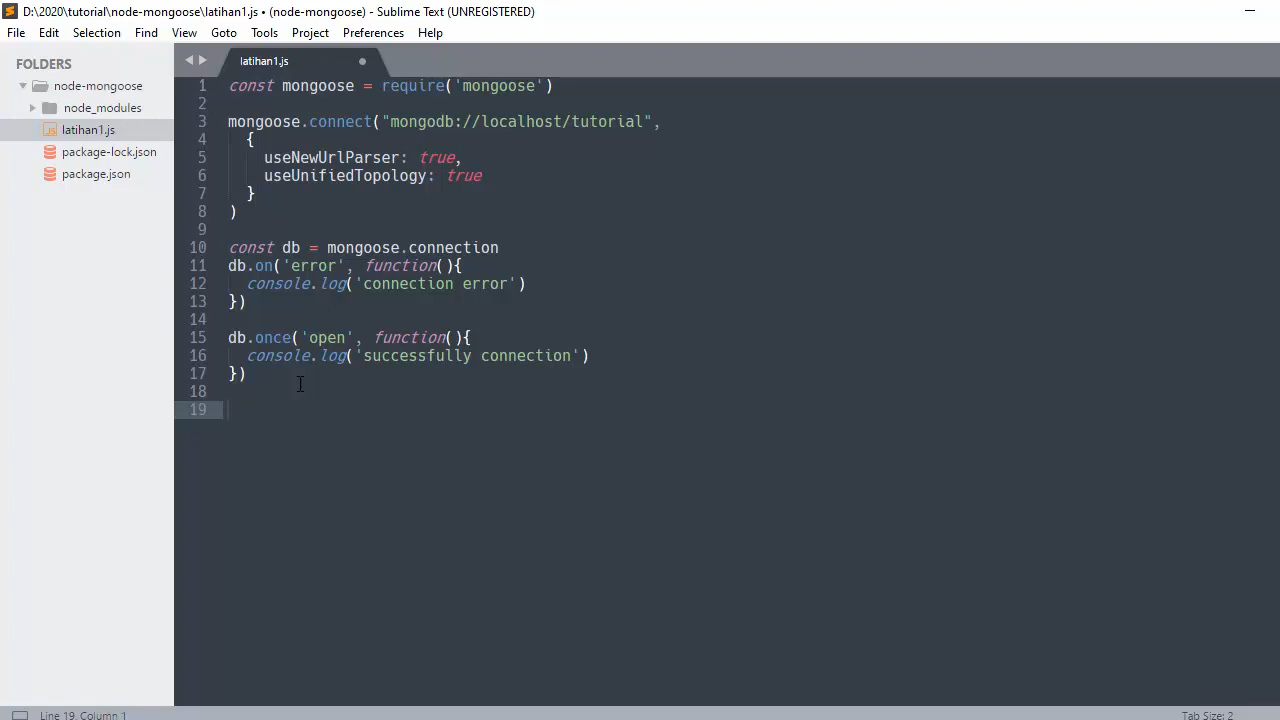 D:\2020\tutorial\node-mongoose\latihan1.js • (node-mongoose) - Sublime Text (UNREGISTERED)
File Edit Selection Find View Goto Tools Project Preferences Help
FOLDERS
node-mongoose
node_modules
latihan1.js
package-lock.json
package.json
latihan1.js
1 const mongoose = require('mongoose')
2
3 mongoose.connect("mongodb://localhost/tutorial",
4 {
5 useNewUrlParser: true,
6 useUnifiedTopology: true
7 }
8 )
9
10 const db = mongoose.connection
11 db.on('error', function(){
12 console.log('connection error')
13 })
14
15 db.once('open', function(){
16 console.log('successfully connection')
17 })
18
19
Line 19, Column 1
Tab Size: 2